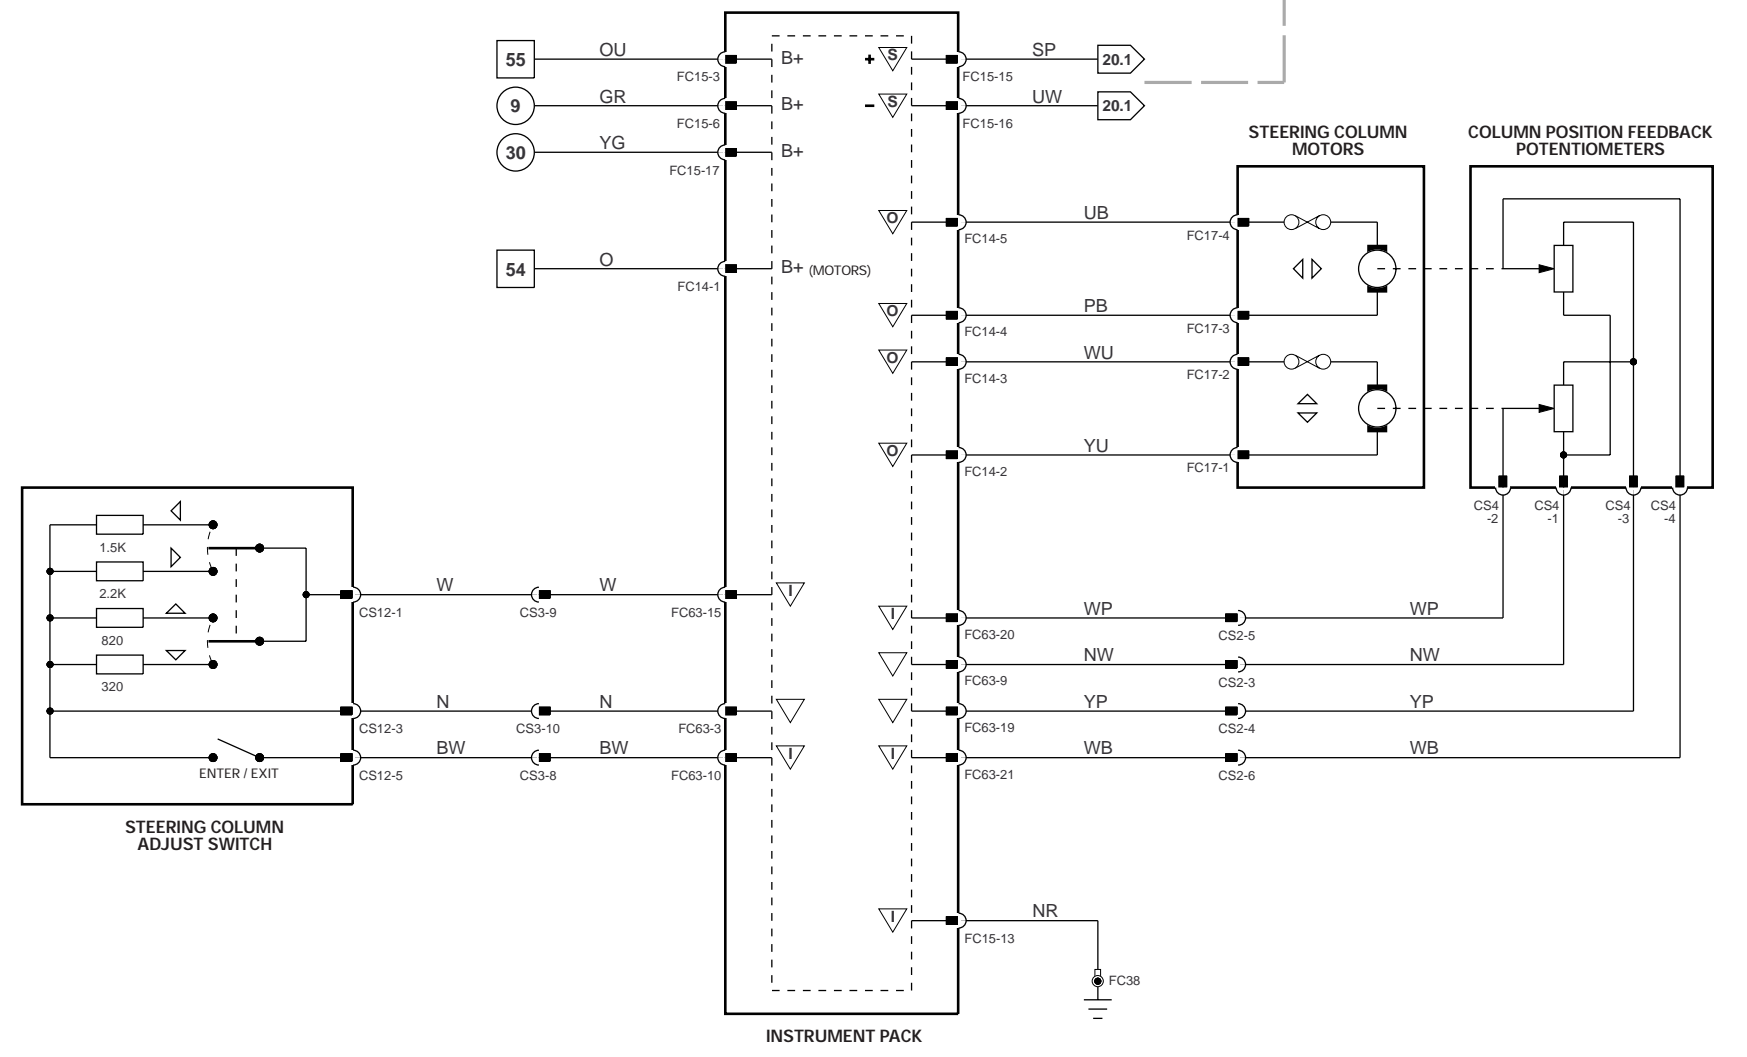 55 OU FC15-3 B+
9 GR FC15-6 B+
30 YG FC15-17 B+
54 O FC14-1 B+ (MOTORS)
+ S FC15-15 SP 20.1
– S FC15-16 UW 20.1
STEERING COLUMN
MOTORS
COLUMN POSITION FEEDBACK
POTENTIOMETERS
O FC14-5 UB FC17-4
O FC14-4 PB FC17-3
O FC14-3 WU FC17-2
O FC14-2 YU FC17-1
CS4
-2
CS4
-1
CS4
-3
CS4
-4
1.5K
2.2K
820
320
ENTER / EXIT
CS12-1 W CS3-9 W FC63-15 I
CS12-3 N CS3-10 N FC63-3
CS12-5 BW CS3-8 BW FC63-10 I
STEERING COLUMN
ADJUST SWITCH
I FC63-20 WP CS2-5 WP
FC63-9 NW CS2-3 NW
FC63-19 YP CS2-4 YP
I FC63-21 WB CS2-6 WB
I FC15-13 NR
FC38
INSTRUMENT PACK